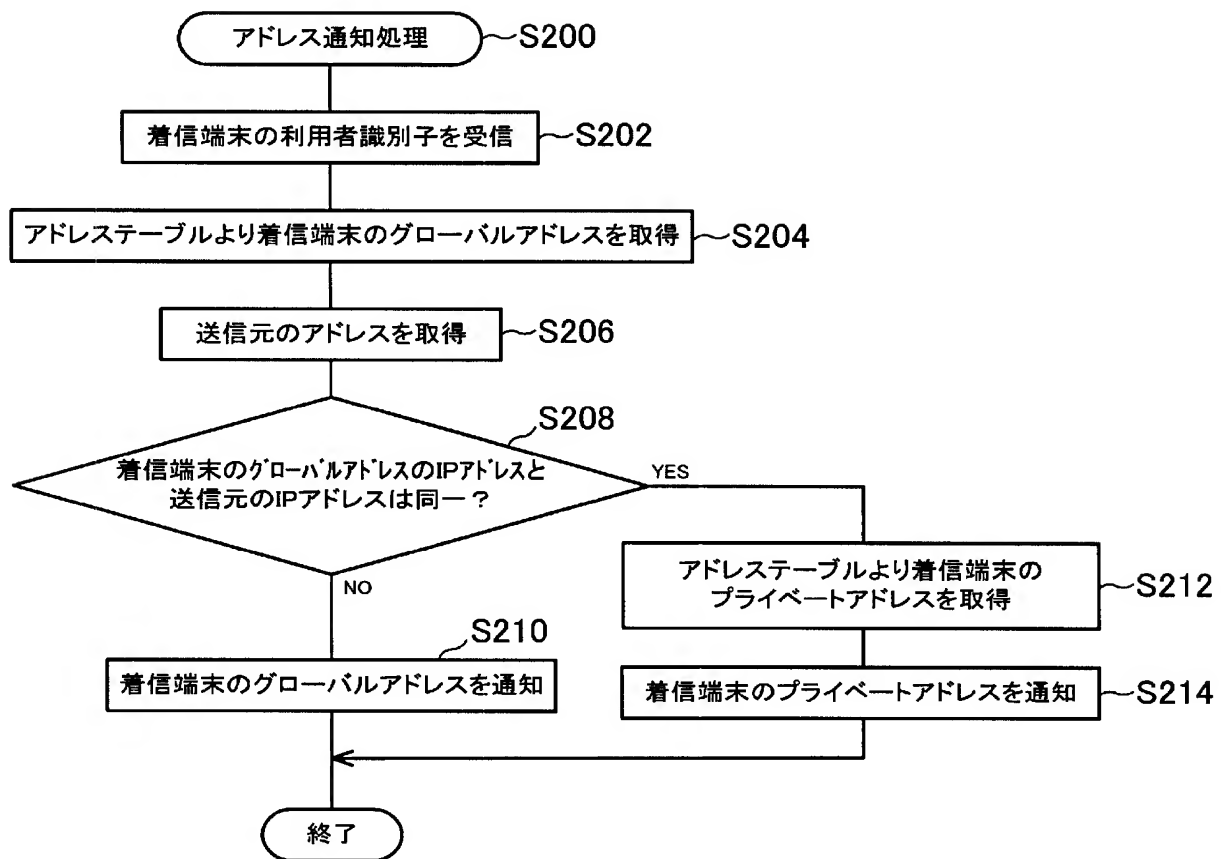 アドレス通知処理
S200
着信端末の利用者識別子を受信
S202
アドレステーブルより着信端末のグローバルアドレスを取得
S204
送信元のアドレスを取得
S206
S208
着信端末のグローバルアドレスのIPアドレスと
送信元のIPアドレスは同一?
YES
NO
アドレステーブルより着信端末の
プライベートアドレスを取得
S212
S210
着信端末のグローバルアドレスを通知
着信端末のプライベートアドレスを通知
S214
終了